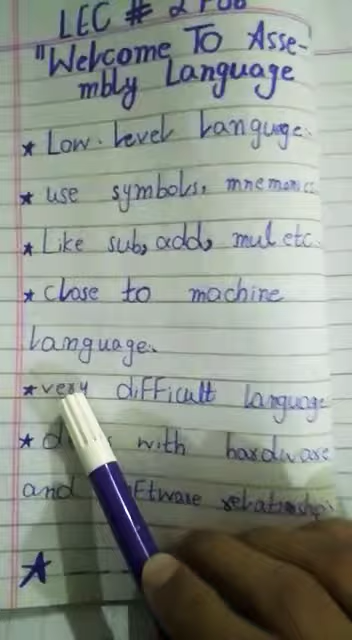 LEC # 2
"Welcome To Asse-
mbly Language
* Low level Language.
* use symbols, mnemonics
* Like sub, add, mul etc.
* close to machine
Language.
* very difficult language
* with hardware
and relationship
*